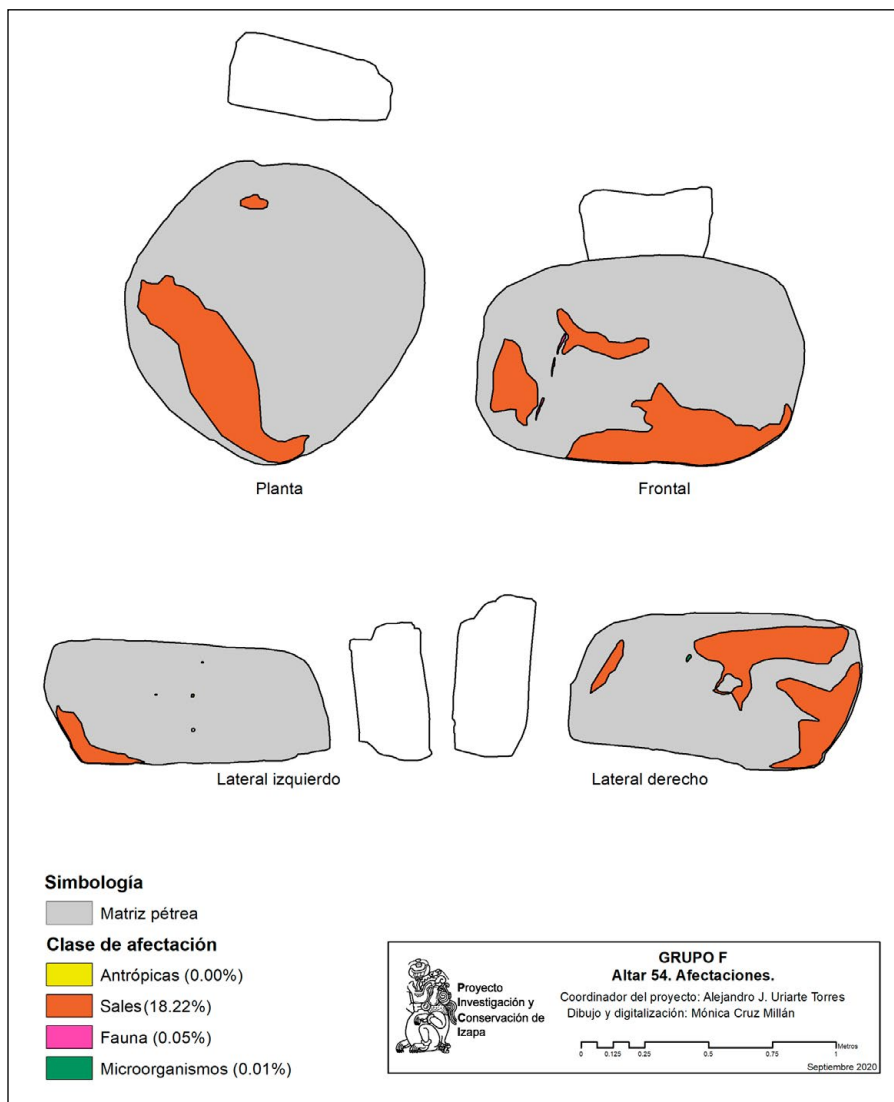 Planta
Frontal
Lateral izquierdo
Lateral derecho
Simbología
Matriz pétrea
Clase de afectación
Antrópicas (0.00%)
Sales (18.22%)
Fauna (0.05%)
Microorganismos (0.01%)
Proyecto
Investigación y
Conservación de
Izapa
GRUPO F
Altar 54. Afectaciones.
Coordinador del proyecto: Alejandro J. Uriarte Torres
Dibujo y digitalización: Mónica Cruz Millán
Metros
0 0.125 0.25 0.5 0.75 1
Septiembre 2020